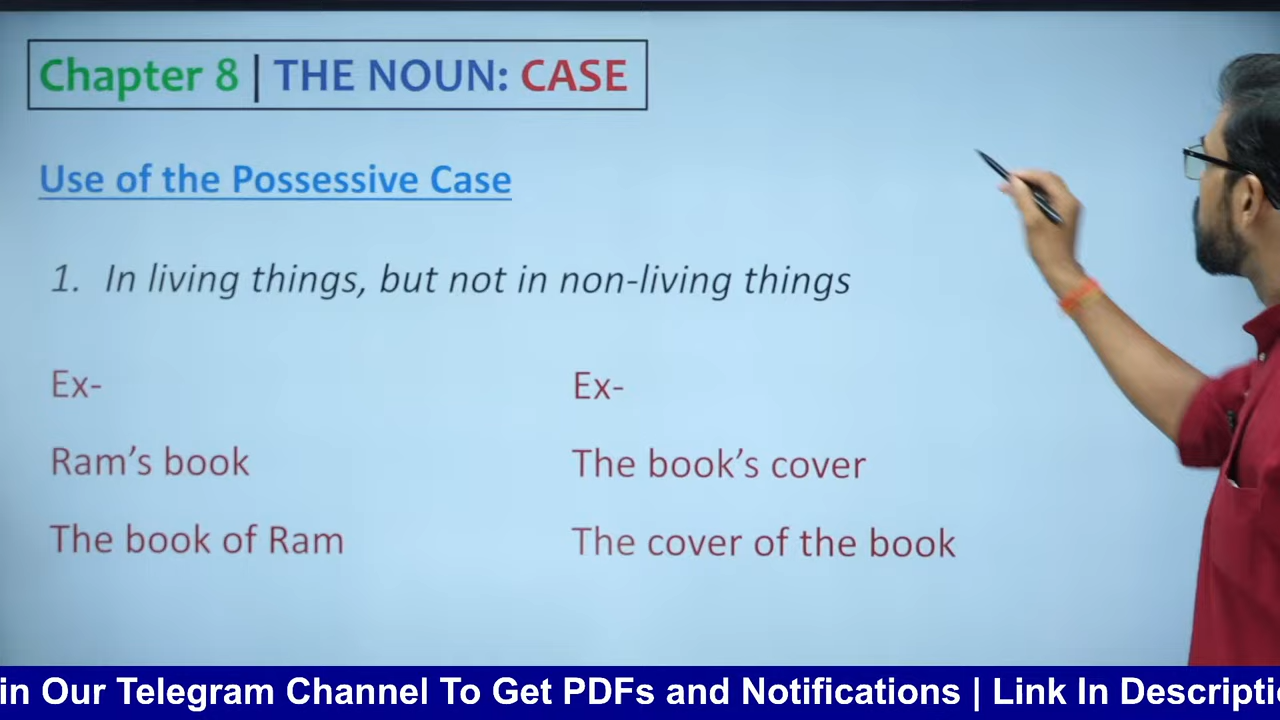 Chapter 8 | THE NOUN: CASE
Use of the Possessive Case
1. In living things, but not in non-living things
Ex-
Ram's book
The book of Ram
Ex-
The book's cover
The cover of the book
in Our Telegram Channel To Get PDFs and Notifications | Link In Descripti